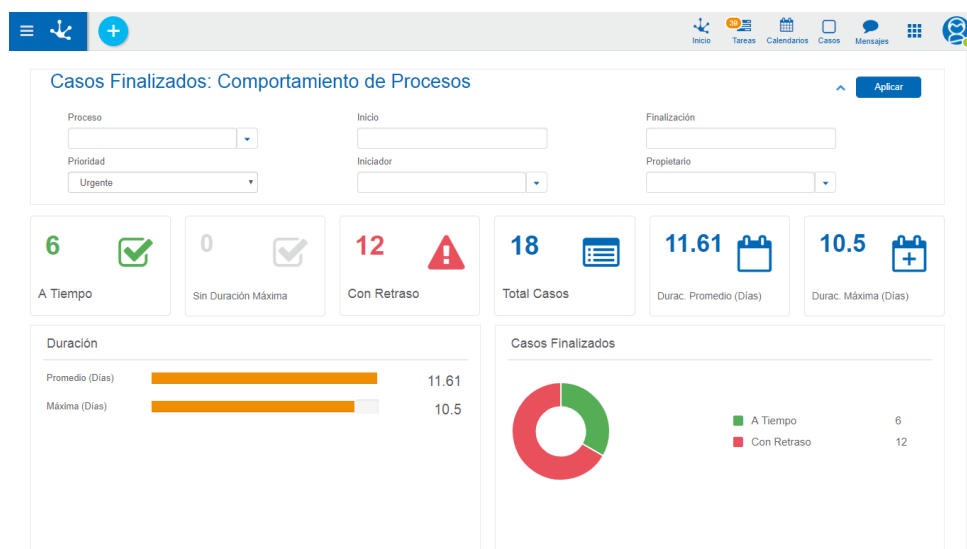 +
39
Inicio Tareas Calendarios Casos Mensajes
Casos Finalizados: Comportamiento de Procesos
Aplicar
Proceso Inicio Finalización
Prioridad Iniciador Propietario
Urgente
6 0 12 18 11.61 10.5
A Tiempo Sin Duración Máxima Con Retraso Total Casos Durac. Promedio (Días) Durac. Máxima (Días)
Duración Casos Finalizados
Promedio (Días) 11.61
Máxima (Días) 10.5
A Tiempo 6
Con Retraso 12